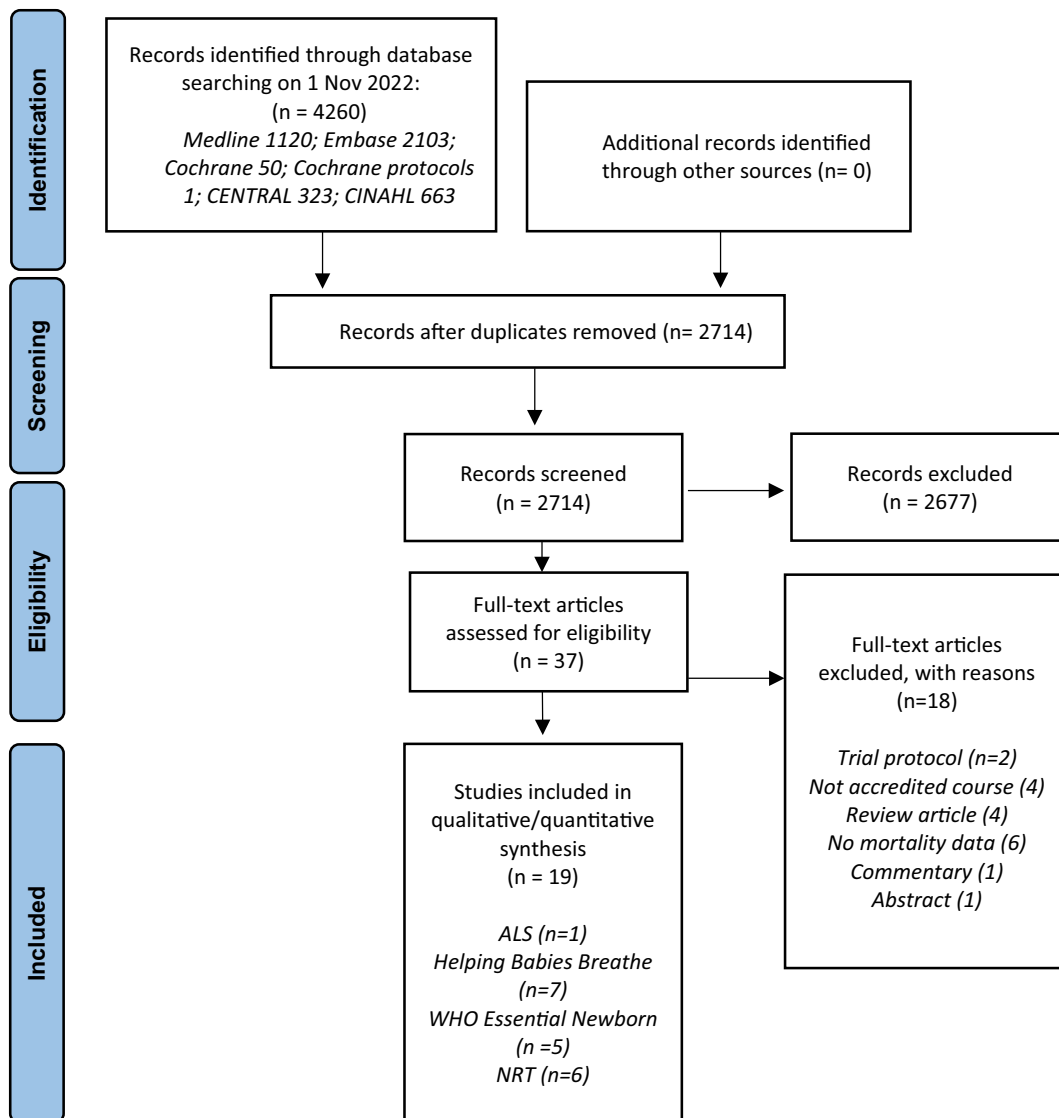 Identification
Records identified through database
searching on 1 Nov 2022:
(n = 4260)
Medline 1120; Embase 2103;
Cochrane 50; Cochrane protocols
1; CENTRAL 323; CINAHL 663
Additional records identified
through other sources (n= 0)
Screening
Records after duplicates removed (n= 2714)
Records screened
(n = 2714)
Records excluded
(n = 2677)
Eligibility
Full-text articles
assessed for eligibility
(n = 37)
Full-text articles
excluded, with reasons
(n=18)
Trial protocol (n=2)
Not accredited course (4)
Review article (4)
No mortality data (6)
Commentary (1)
Abstract (1)
Included
Studies included in
qualitative/quantitative
synthesis
(n = 19)
ALS (n=1)
Helping Babies Breathe
(n=7)
WHO Essential Newborn
(n =5)
NRT (n=6)